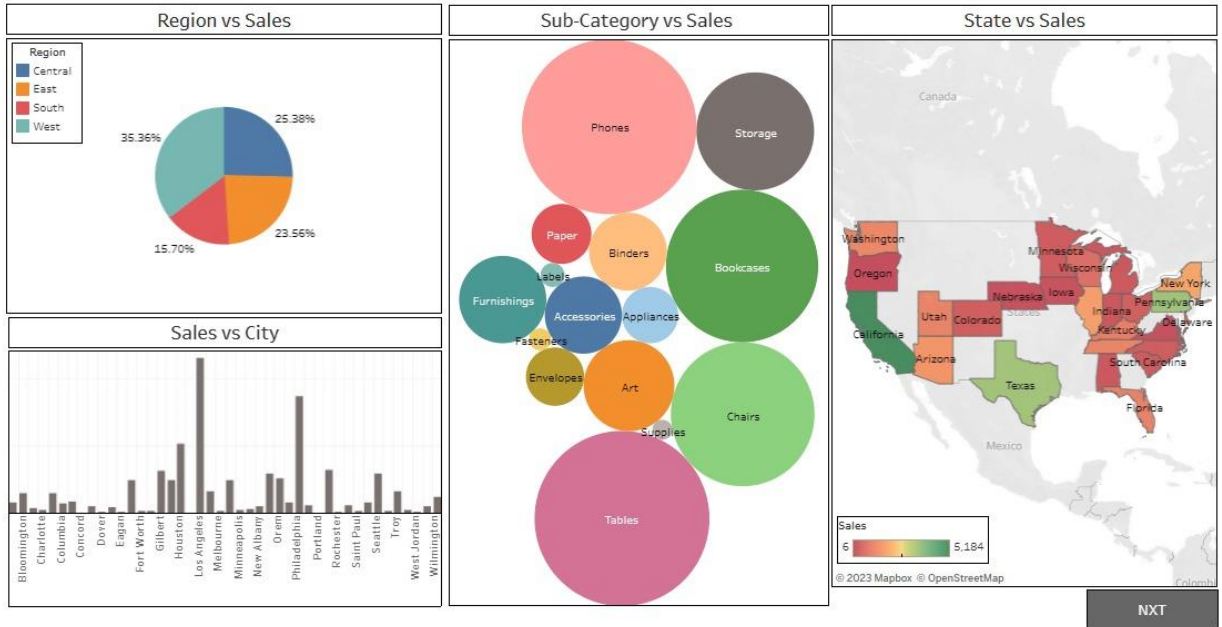 Region vs Sales
Region
Central
East
South
West
25.38%
35.36%
15.70%
23.56%
Sales vs City
Bloomington
Charlotte
Columbia
Concord
Dover
Eagan
Fort Worth
Gilbert
Houston
Los Angeles
Melbourne
Minneapolis
New Albany
Orem
Philadelphia
Portland
Rochester
Saint Paul
Seattle
Troy
West Jordan
Wilmington
Sub-Category vs Sales
Phones
Storage
Paper
Binders
Bookcases
Labels
Furnishings
Accessories
Appliances
Fasteners
Envelopes
Art
Chairs
Supplies
Tables
State vs Sales
Canada
Washington
Minnesota
Oregon
Wisconsin
New York
Nebraska
Iowa
Pennsylvania
States
Indiana
Utah
Colorado
Delaware
California
Kentucky
Arizona
South Carolina
Texas
Florida
Mexico
Sales
6
5,184
© 2023 Mapbox © OpenStreetMap
Colombi
NXT